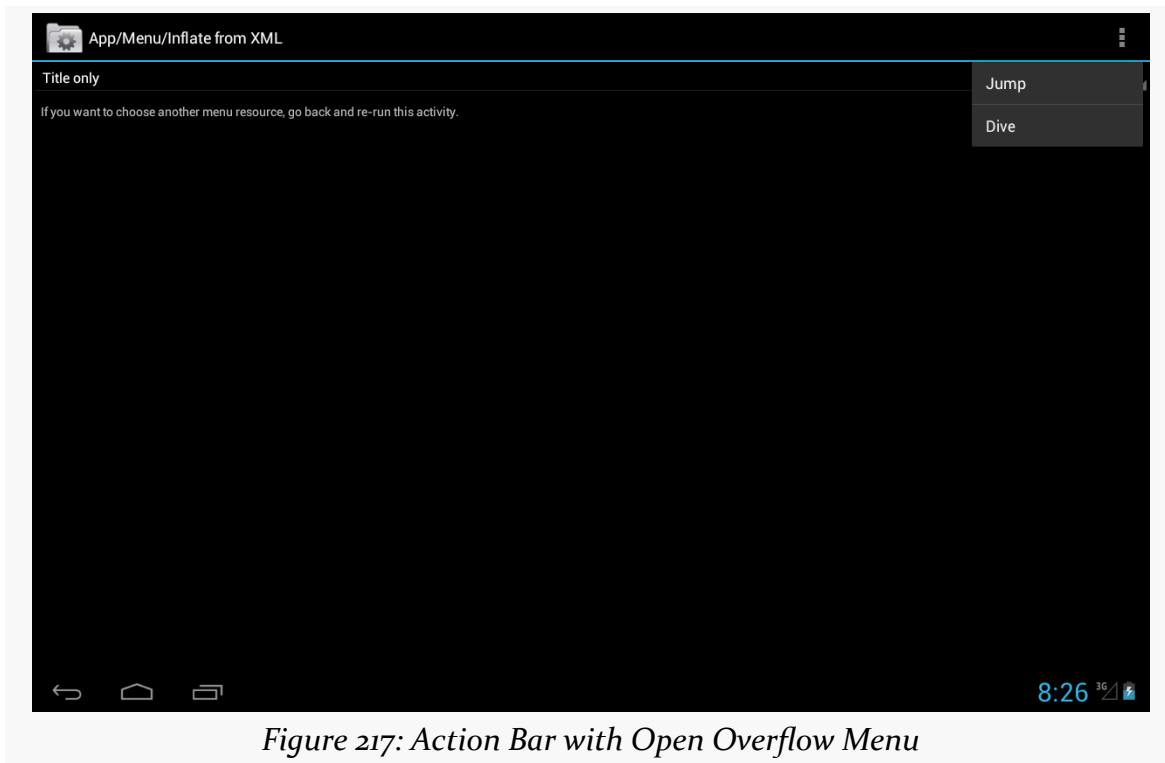 App/Menu/Inflate from XML
Title only
Jump
If you want to choose another menu resource, go back and re-run this activity.
Dive
8:26 3G
Figure 217: Action Bar with Open Overflow Menu